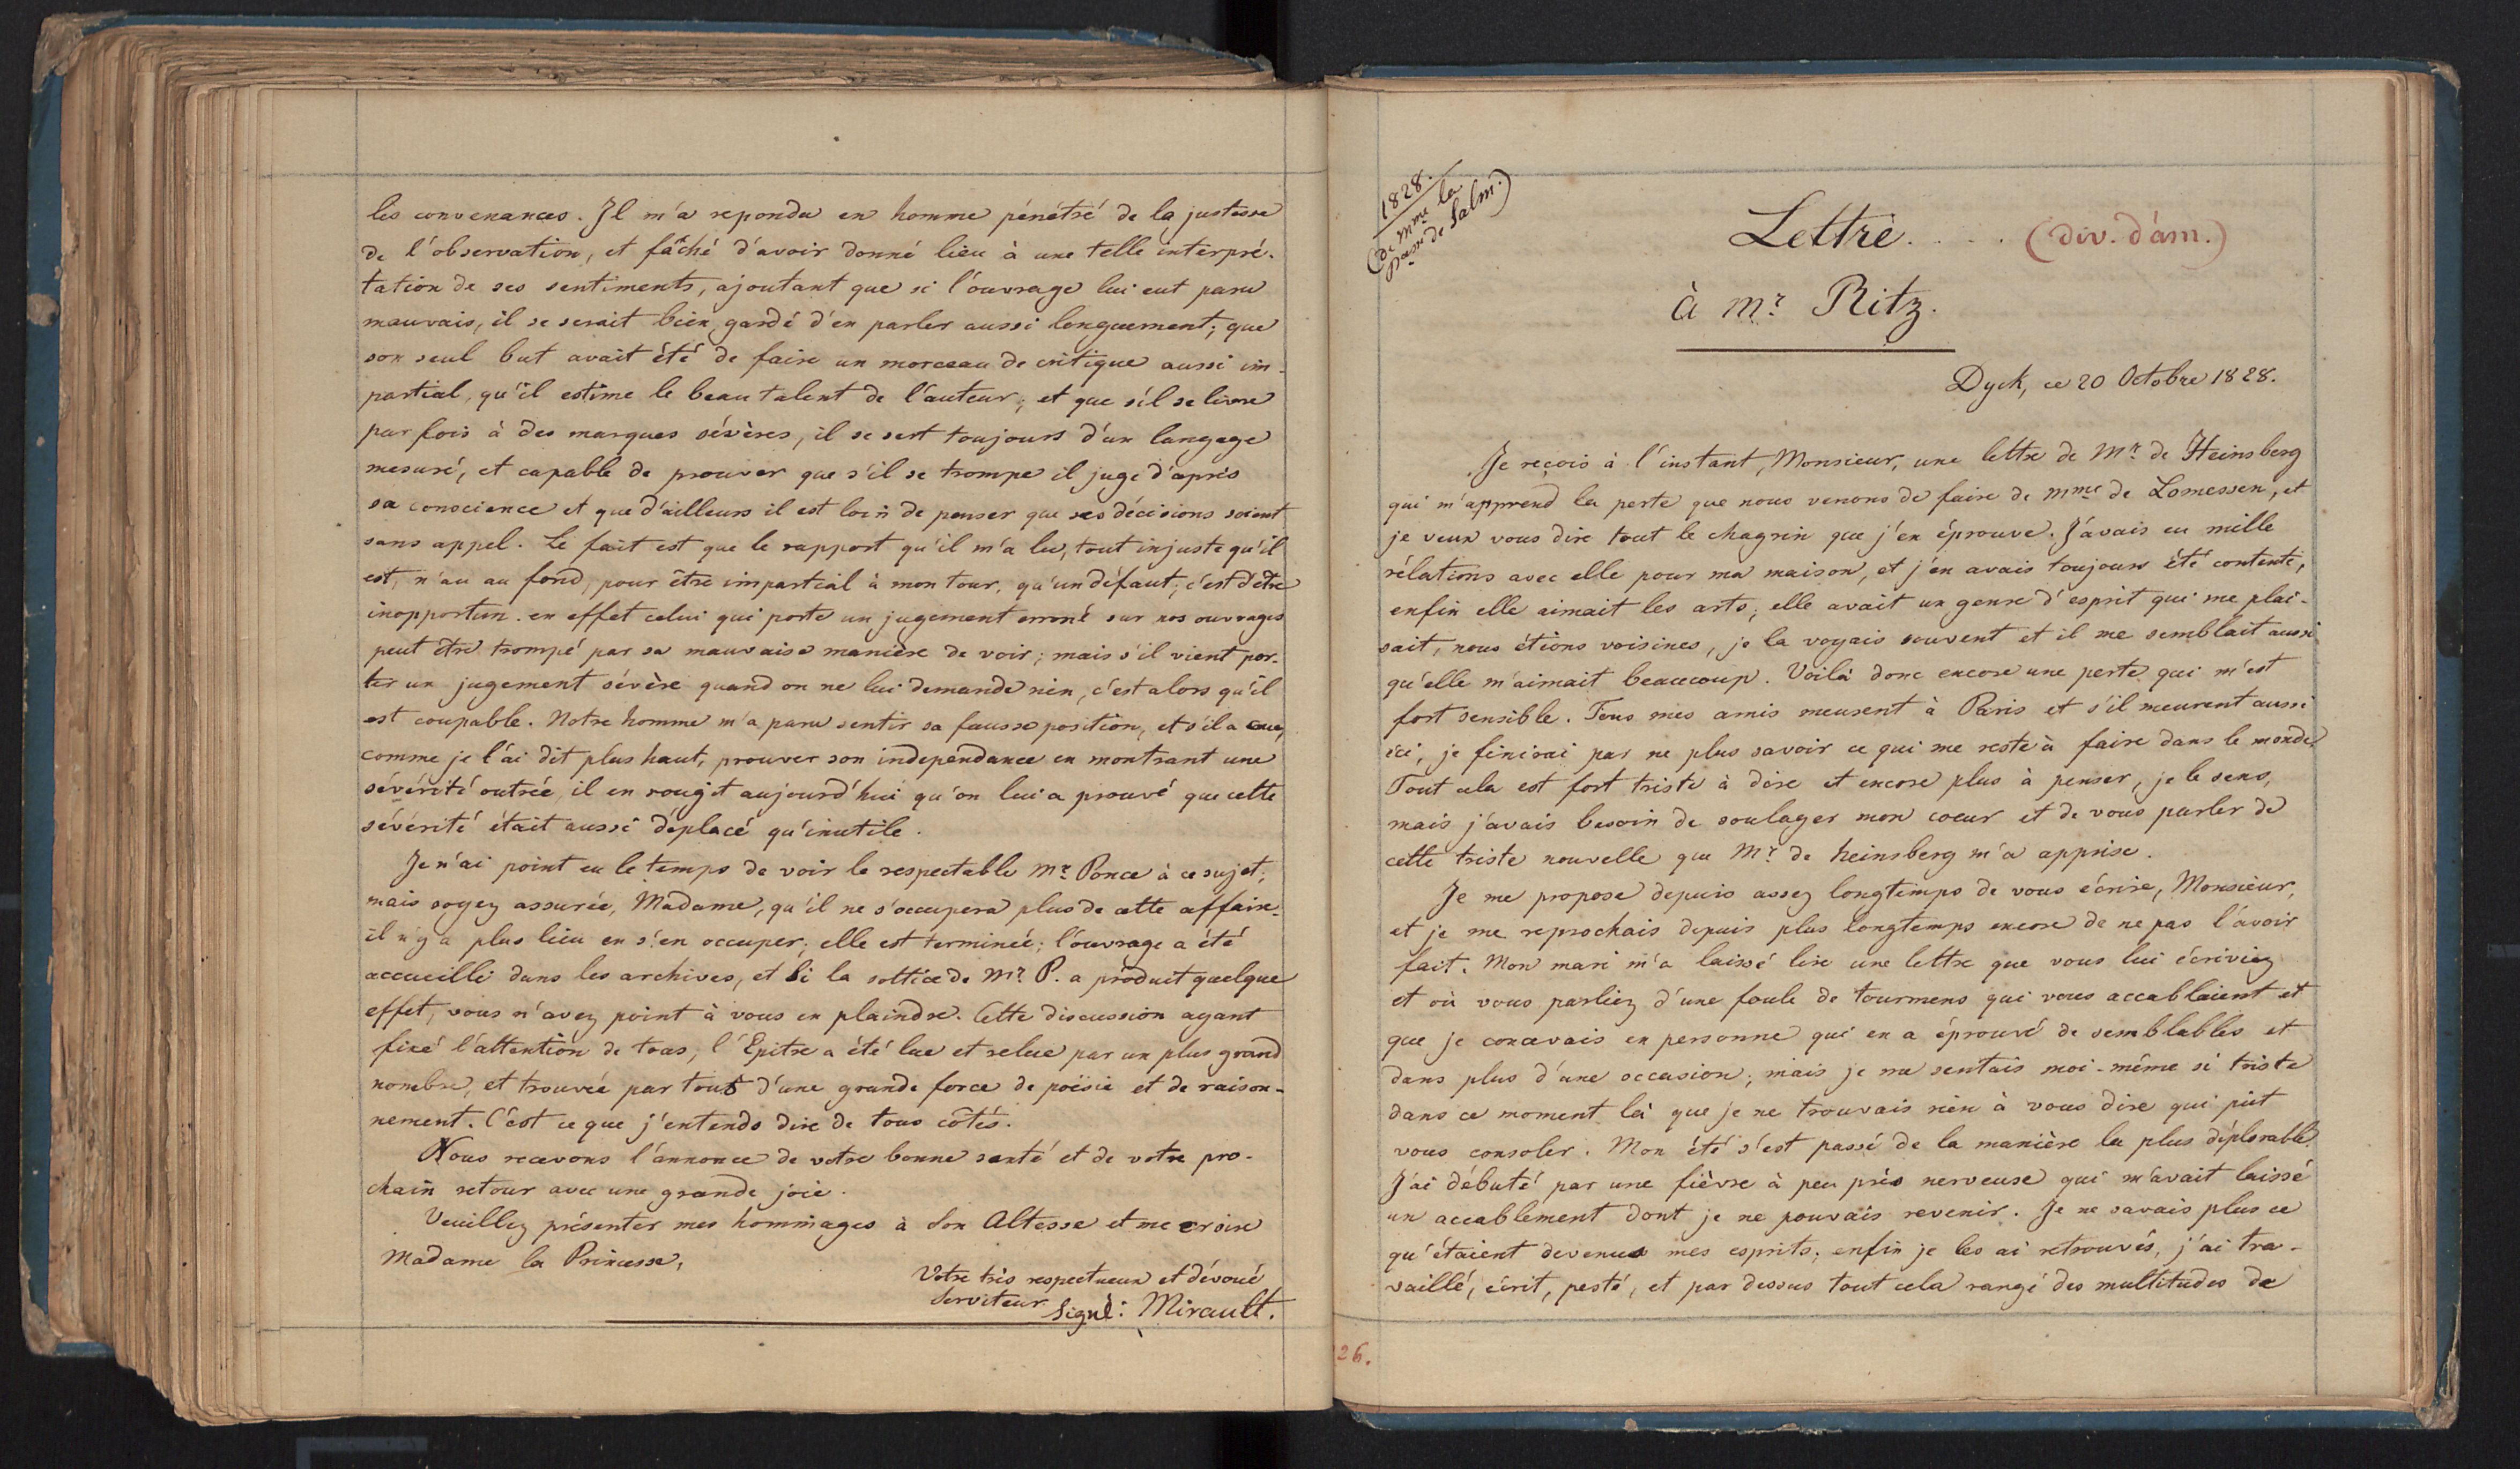 les convenances. Il m'a repondu en homme pénétré de la justesse
de l'observation, et fâché d'avoir donné lieu à une telle interpré-
tation de ses sentiments, ajoutant que si l'ouvrage lui eut paru
mauvais, il se serait bien gardé d'en parler aussi longuement; que
son seul but avait été de faire un morceau de critique aussi im-
partial, qu'il estime le beau talent de l'auteur; et que s'il se livre
par fois à des marques sévères, il se sert toujours d'un langage
mesuré, et capable de prouver que s'il se trompe il juge d'après
sa conscience et que d'ailleurs il est loin de penser que ses décisions soient
sans appel. Le fait est que le rapport qu'il m'a lu, tout injuste qu'il
est, n'au au fond, pour être impartial à mon tour, qu'un défaut, c'est d'être
inopportun. en effet celui qui porte un jugement erroné sur nos ouvrages
peut être trompé par sa mauvaise manière de voir; mais s'il vient por-
ter un jugement sévère quand on ne lui demande rien, c'est alors qu'il
est coupable. Notre homme m'a paru sentir sa fausse position, et s'il a cru,
comme je l'ai dit plus haut, prouver son independance en montrant une
sévérité outrée, il en rougit aujourd'hui qu'on lui a prouvé que cette
sévérité était aussi déplacé qu'inutile.
Je n'ai point eu le temps de voir le respectable Mr. Ponce à ce sujet;
mais soyez assurée, Madame, qu'il ne s'occupera plus de cette affaire.
il n'y a plus lieu en s'en occuper; elle est terminée; l'ouvrage a été
accueilli dans les archives, et si la sottice de Mr. P. a produit quelque
effet, vous n'avez point à vous en plaindre. Cette discussion ayant
fixé l'attention de tous, l'Epitre a été lue et relue par un plus grand
nombre, et trouvée par tous d'une grande force de poësie et de raison-
nement. C'est ce que j'entends dire de tous côtés.
Nous recevons l'annonce de votre bonne santé et de votre pro-
chain retour avec une grande joie.
Veuillez présenter mes hommages à Son Altesse et me croire
Madame la Princesse,
Votre très respectueux et dévoué
Serviteur
Signé: Mirault.
1828.
(de Mme la
Psse de Salm.)
Lettre. . . . (div. d'am.)
à Mr. Ritz.
Dyck, ce 20 Octobre 1828.
Je reçois à l'instant, Monsieur, une lettre de Mr. de Heinsberg
qui m'apprend la perte que nous venons de faire de Mme de Lomessen, et
je veux vous dire tout le chagrin que j'en éprouve. J'avais eu mille
rélations avec elle pour ma maison, et j'en avais toujours été contente,
enfin elle aimait les arts; elle avait un genre d'esprit qui me plai-
sait, nous étions voisines, je la voyais souvent et il me semblait aussi
qu'elle m'aimait beaucoup. Voilà donc encore une perte qui m'est
fort sensible. Tous mes amis meurent à Paris et s'il meurent aussi
ici, je finirai par ne plus savoir ce qui me reste à faire dans le monde.
Tout cela est fort triste à dire et encore plus à penser, je le sens,
mais j'avais besoin de soulager mon coeur et de vous parler de
cette triste nouvelle que Mr. de heinsberg m'a apprise.
Je me propose depuis assez longtemps de vous écrire, Monsieur,
et je me reprochais depuis plus longtemps encore de ne pas l'avoir
fait. Mon mari m'a laissé lire une lettre que vous lui écriviez
et où vous parliez d'une foule de tourmens qui vous accablaient et
que je concevais en personne qui en a éprouvé de semblables et
dans plus d'une occasion; mais je me sentais moi-même si triste
dans ce moment là que je ne trouvais rien à vous dire qui put
vous consoler. Mon été s'est passé de la manière la plus déplorable.
J'ai débuté par une fièvre à peu près nerveuse qui m'avait laissé
un accablement dont je ne pouvais revenir. Je ne savais plus ce
qu'étaient devenus mes esprits; enfin je les ai retrouvés, j'ai tra-
vaillé, écrit, pesté, et par dessus tout cela rangé des multitudes de
26.